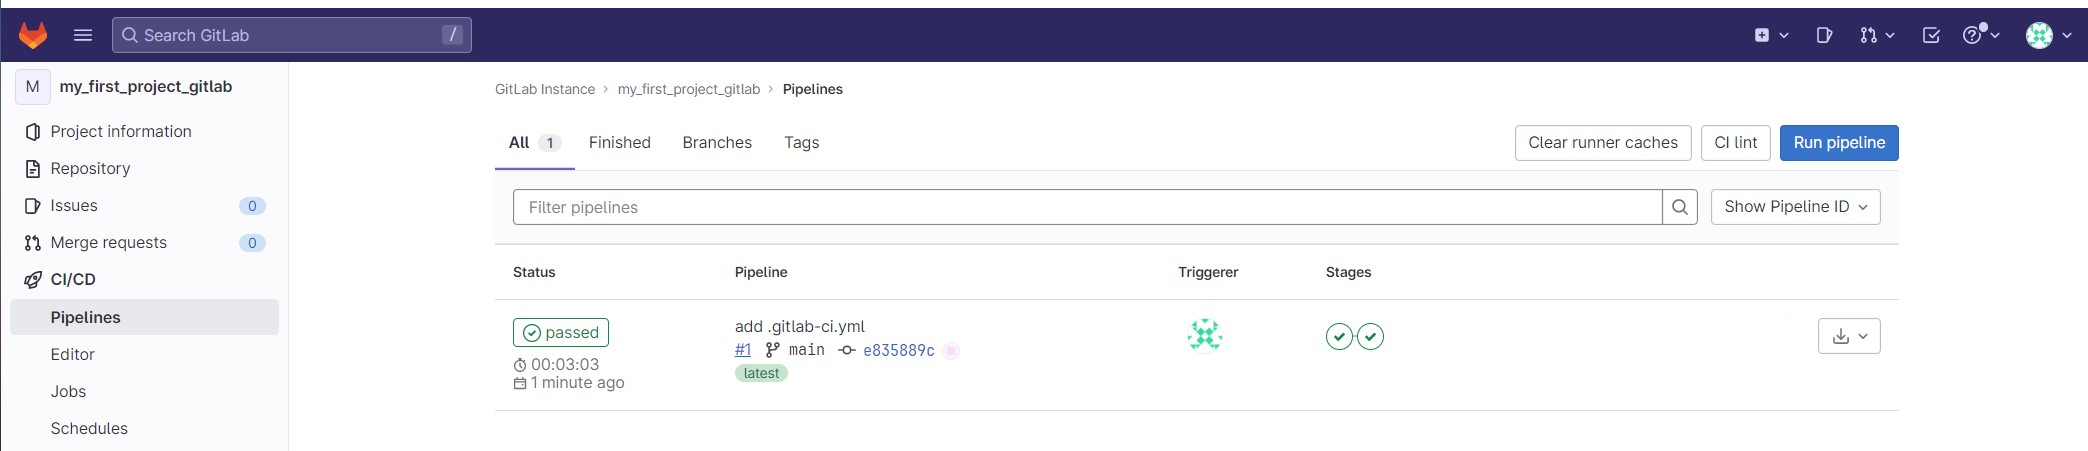 Search GitLab /
M my_first_project_gitlab
Project information
Repository
Issues 0
Merge requests 0
CI/CD
Pipelines
Editor
Jobs
Schedules
GitLab Instance > my_first_project_gitlab > Pipelines
All 1 Finished Branches Tags
Clear runner caches CI lint Run pipeline
Filter pipelines Show Pipeline ID
Status Pipeline Triggerer Stages
passed
00:03:03
1 minute ago
add .gitlab-ci.yml
#1 main e835889c
latest